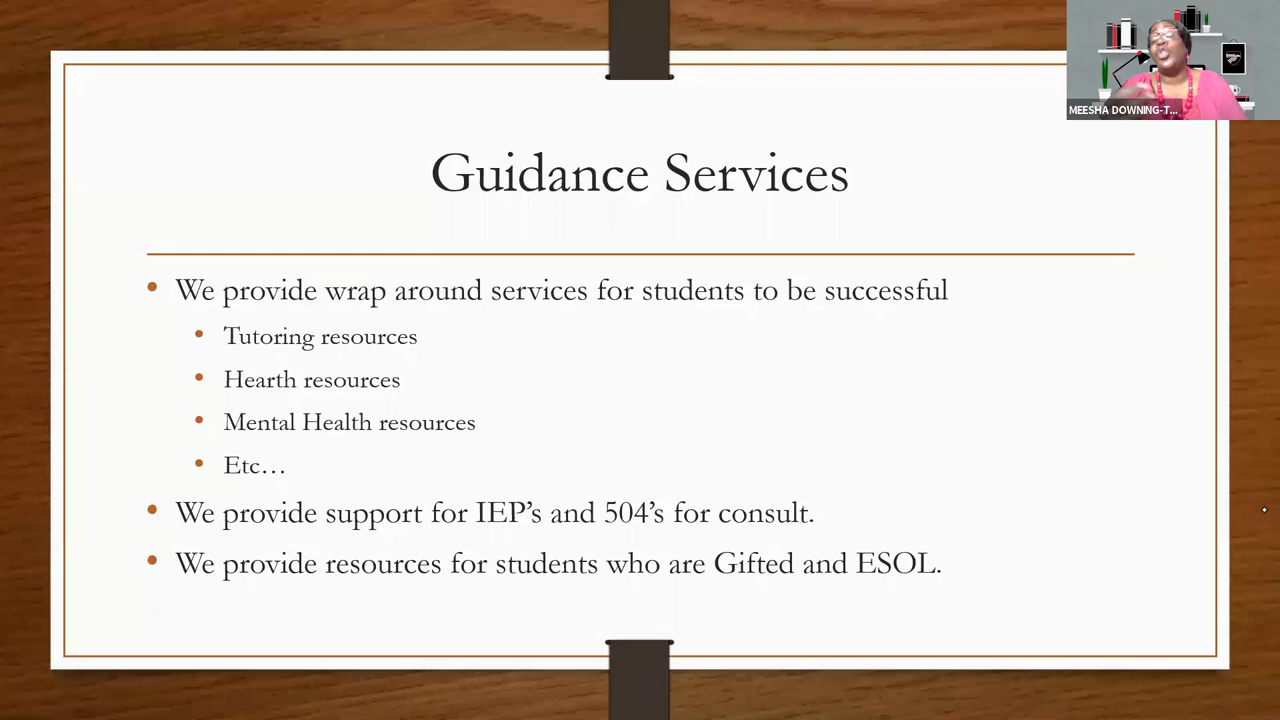 MEESHA DOWNING-T...
Guidance Services
We provide wrap around services for students to be successful
Tutoring resources
Hearth resources
Mental Health resources
Etc…
We provide support for IEP’s and 504’s for consult.
We provide resources for students who are Gifted and ESOL.